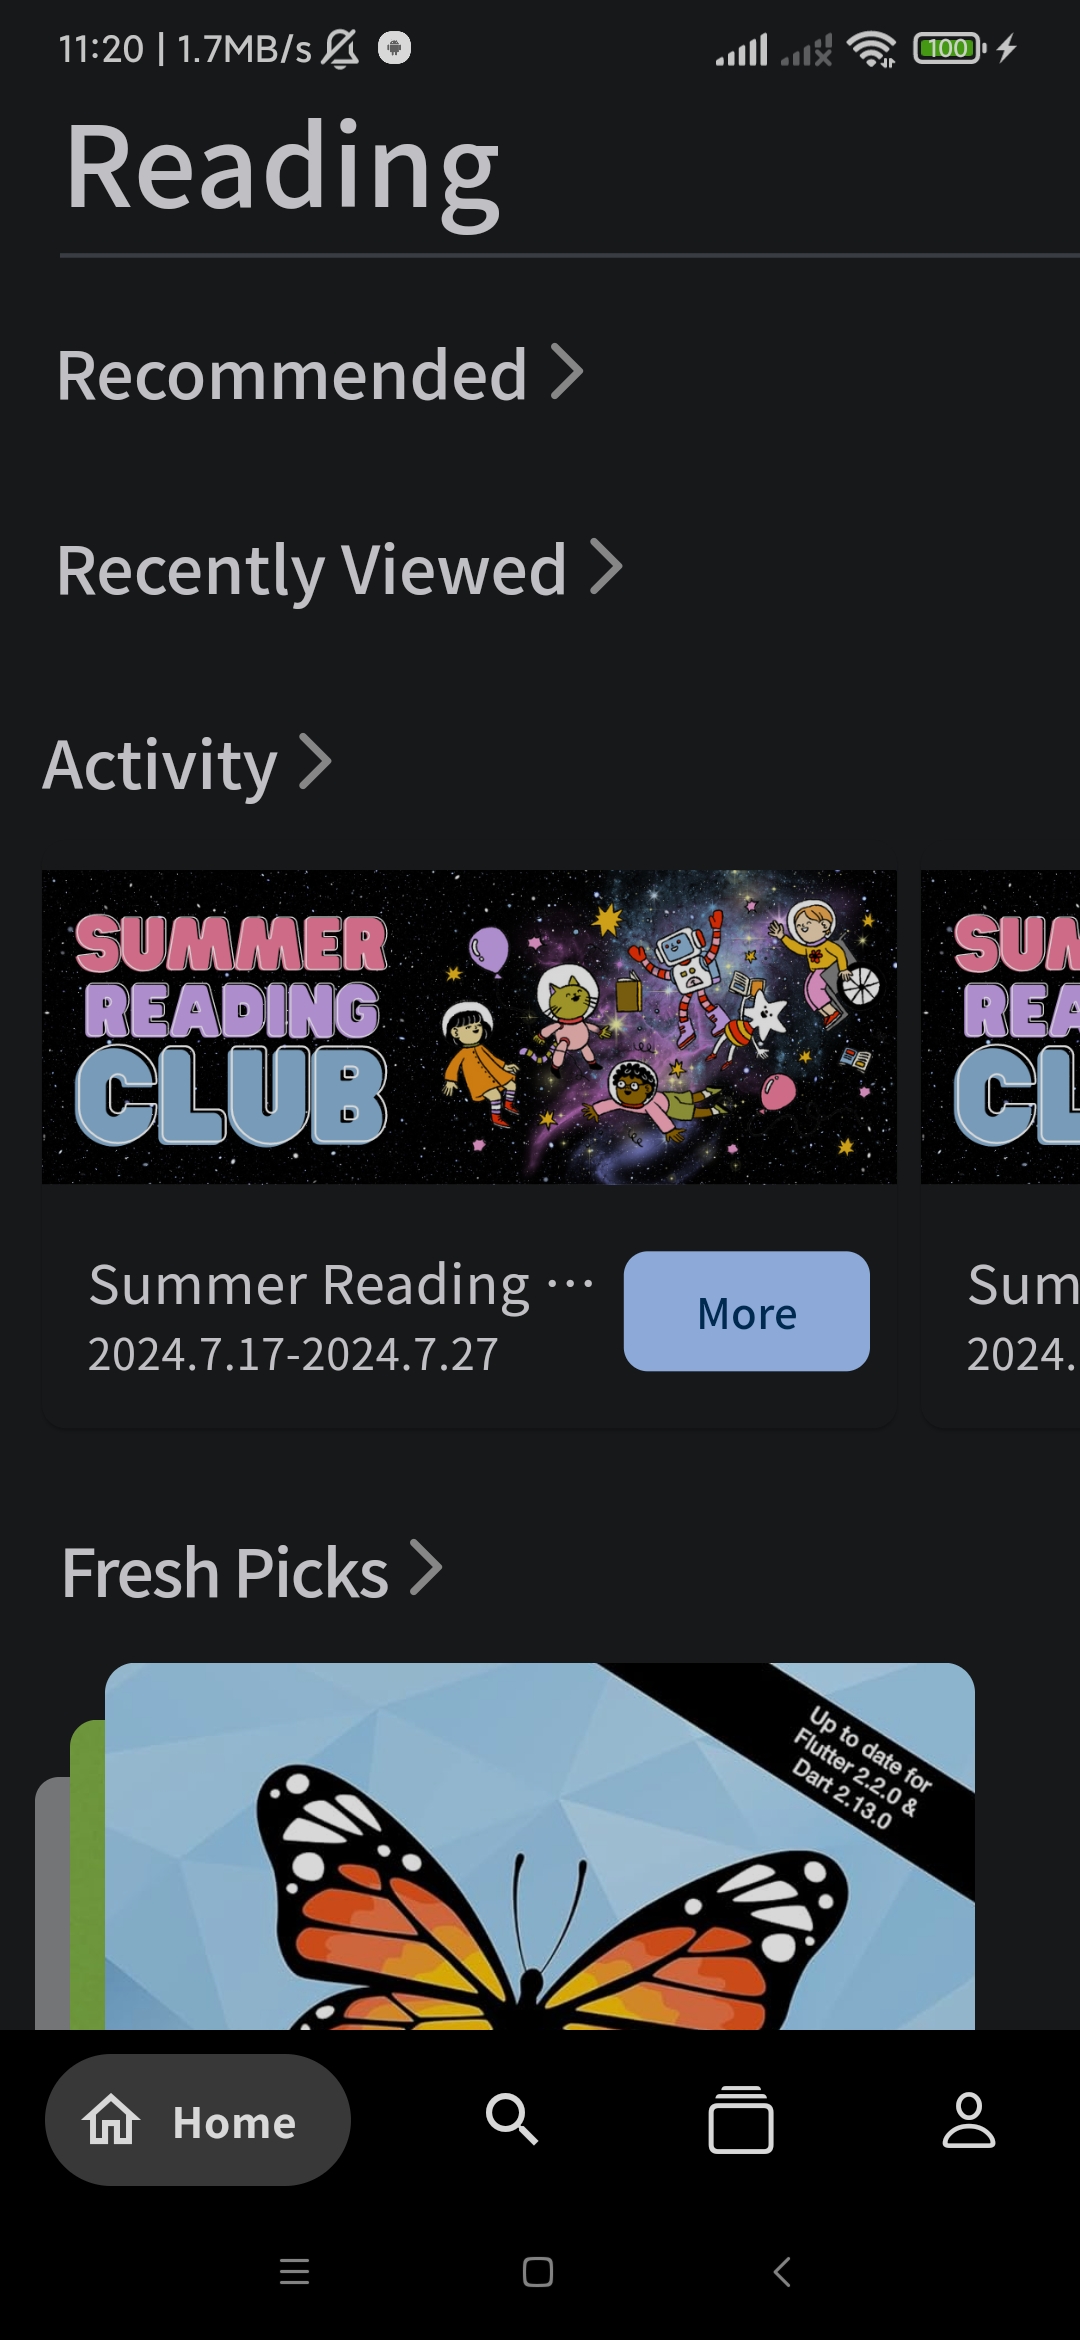 11:20 | 1.7MB/s
100
Reading
Recommended
Recently Viewed
Activity
SUMMER
READING
CLUB
SUM
REA
CL
Summer Reading ···
2024.7.17-2024.7.27
More
Sum
2024.
Fresh Picks
Up to date for
Flutter 2.2.0 &
Dart 2.13.0
Home